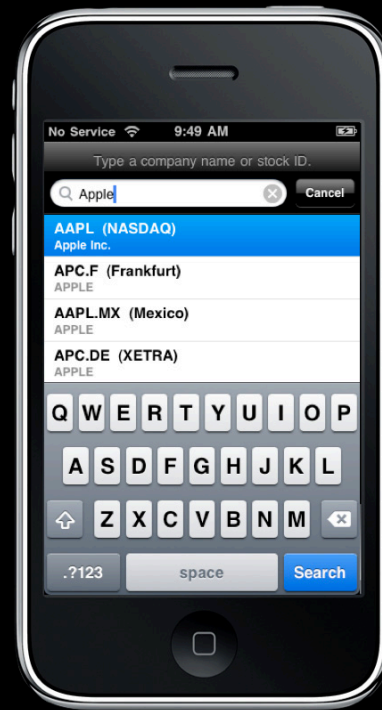 No Service 9:49 AM
Type a company name or stock ID.
Apple Cancel
AAPL (NASDAQ)
Apple Inc.
APC.F (Frankfurt)
APPLE
AAPL.MX (Mexico)
APPLE
APC.DE (XETRA)
APPLE
Q W E R T Y U I O P
A S D F G H J K L
Z X C V B N M
.?123 space Search